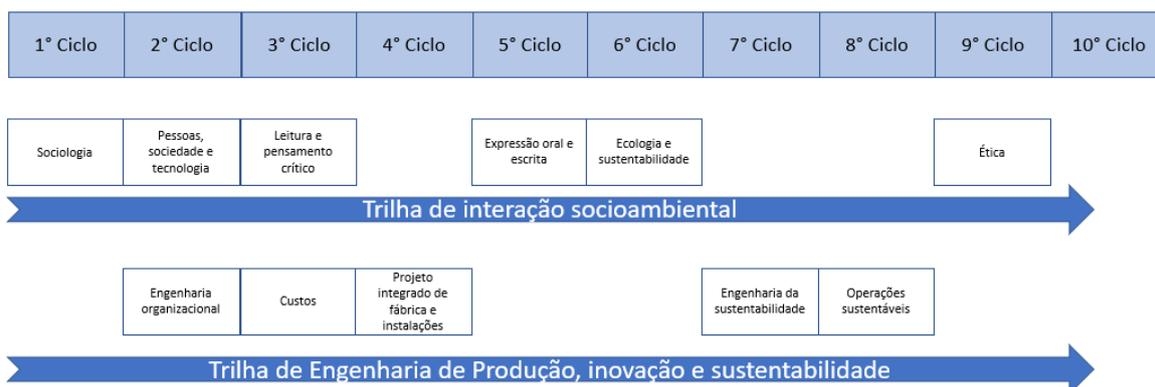 1° Ciclo
2° Ciclo
3° Ciclo
4° Ciclo
5° Ciclo
6° Ciclo
7° Ciclo
8° Ciclo
9° Ciclo
10° Ciclo
Sociologia
Pessoas,
sociedade e
tecnologia
Leitura e
pensamento
crítico
Expressão oral e
escrita
Ecologia e
sustentabilidade
Ética
Trilha de interação socioambiental
Engenharia
organizacional
Custos
Projeto
integrado de
fábrica e
instalações
Engenharia da
sustentabilidade
Operações
sustentáveis
Trilha de Engenharia de Produção, inovação e sustentabilidade